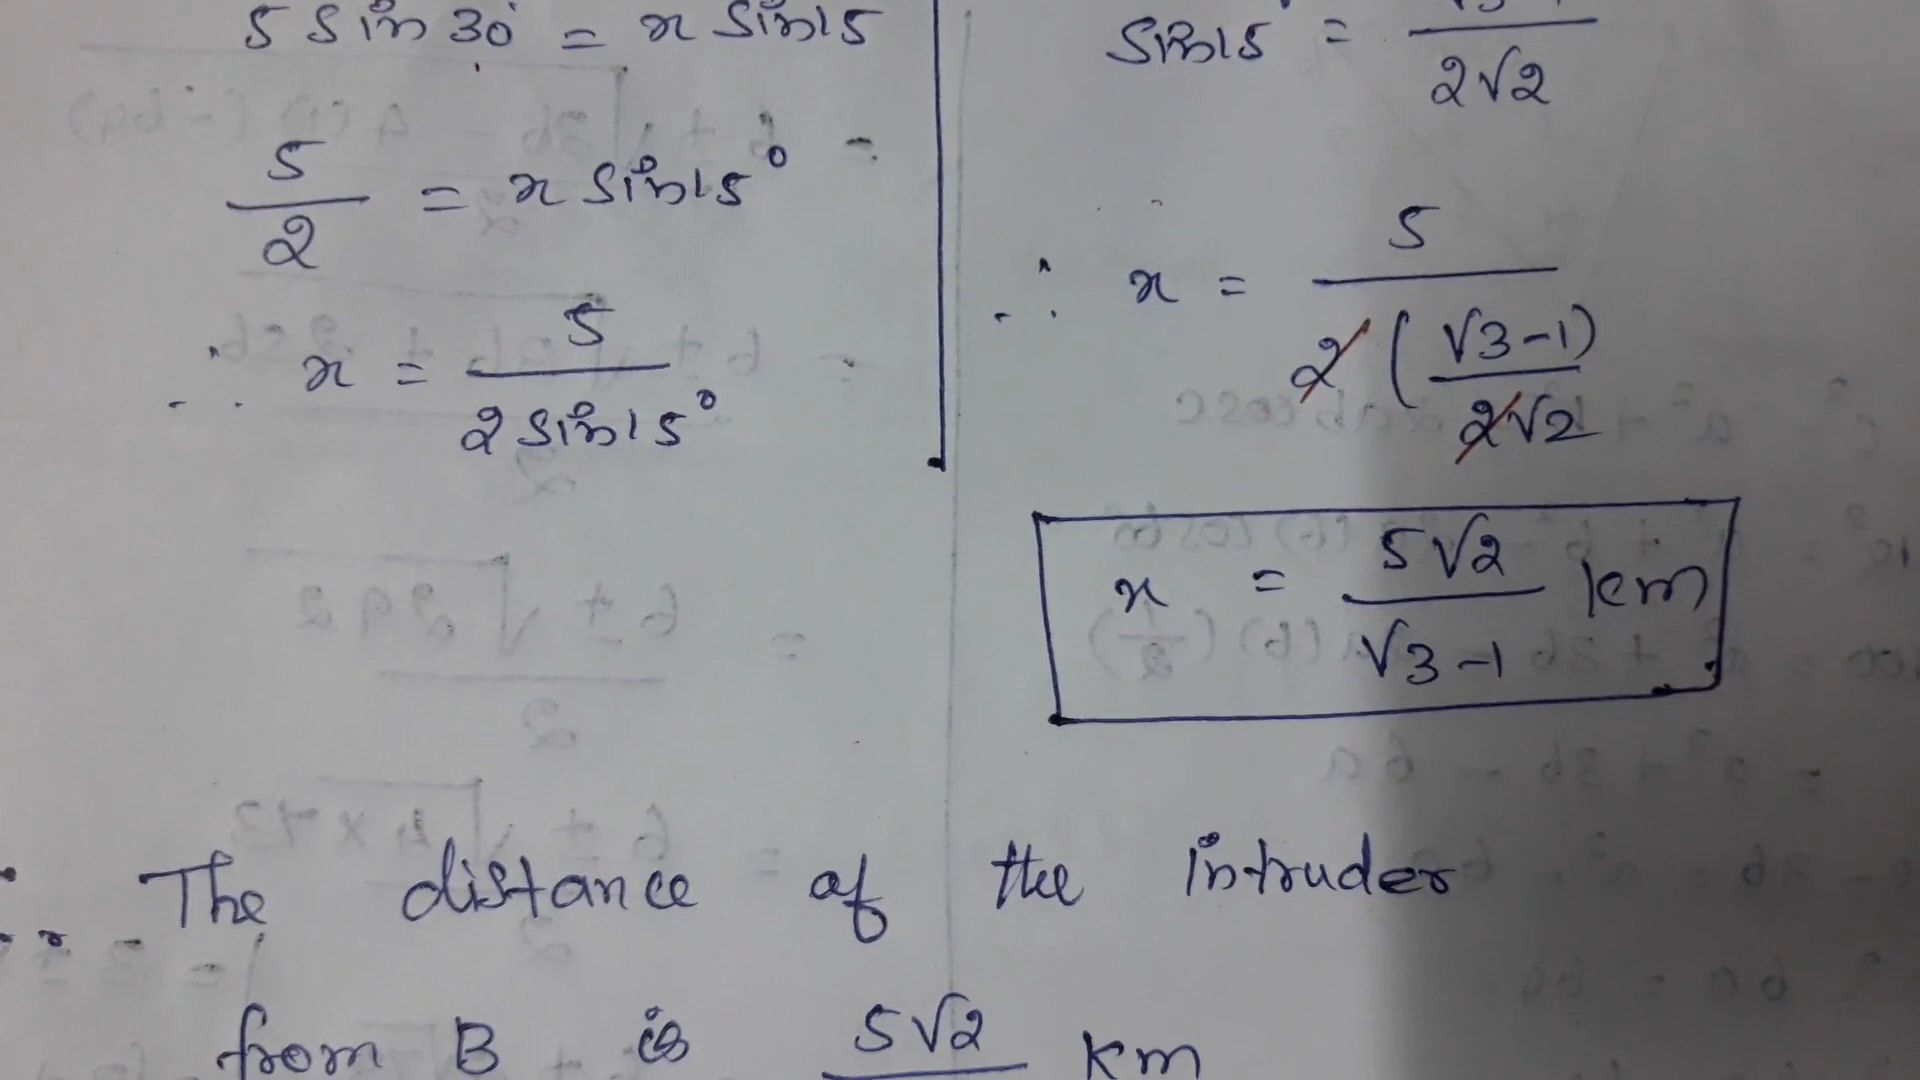 5 sin 30° = x sin 15
5/2 = x sin 15°
∴ x = 5/(2 sin 15°)
sin 15° = (√3-1)/(2√2)
∴ x = 5/(2((√3-1)/(2√2)
x = 5√2/(√3-1) km
∴ The distance of the intruder
from B is 5√2 km